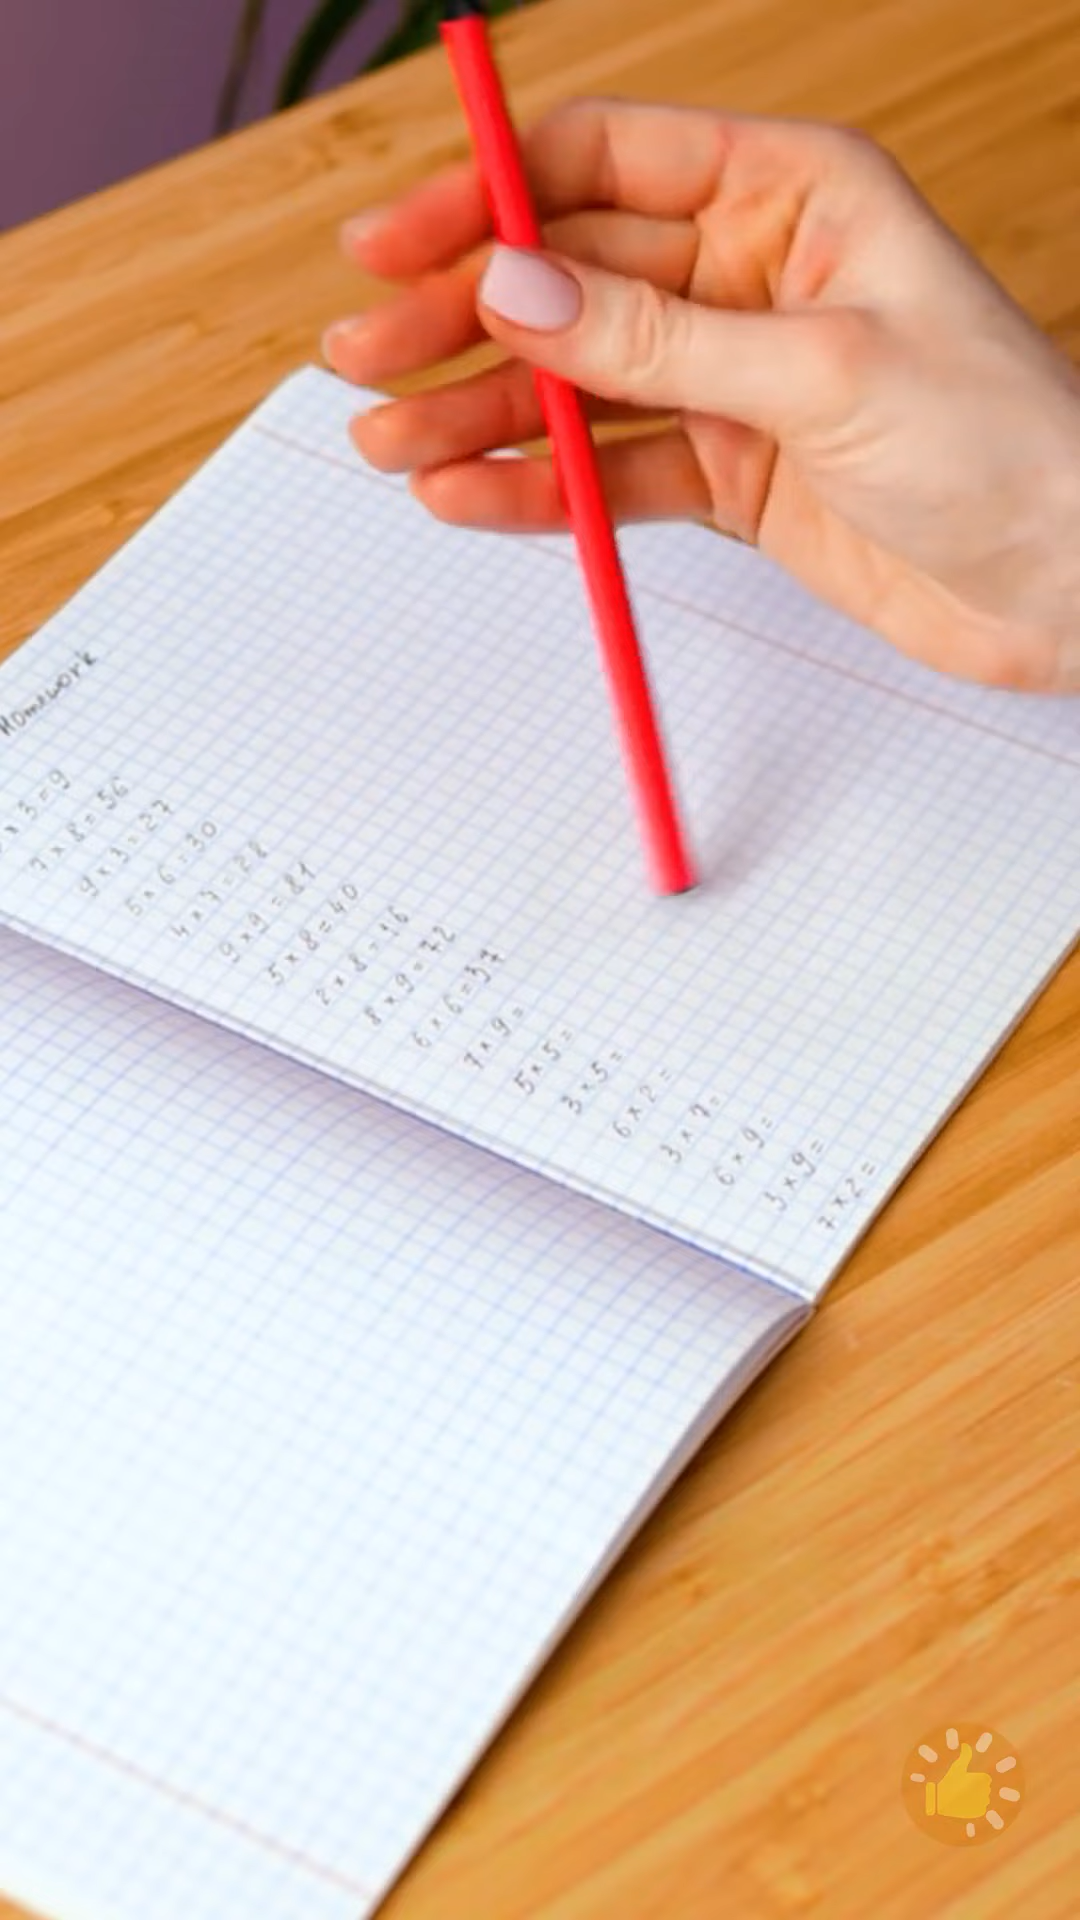 Homework
x 3 = 9
7 x 8 = 56
9 x 3 = 27
5 x 6 = 30
4 x 7 = 28
9 x 9 = 81
5 x 8 = 40
2 x 8 = 16
8 x 9 = 72
6 x 6 = 37
7 x 9 =
5 x 5 =
3 x 5 =
6 x 2 =
3 x 7 =
6 x 9 =
3 x 9 =
7 x 2 =